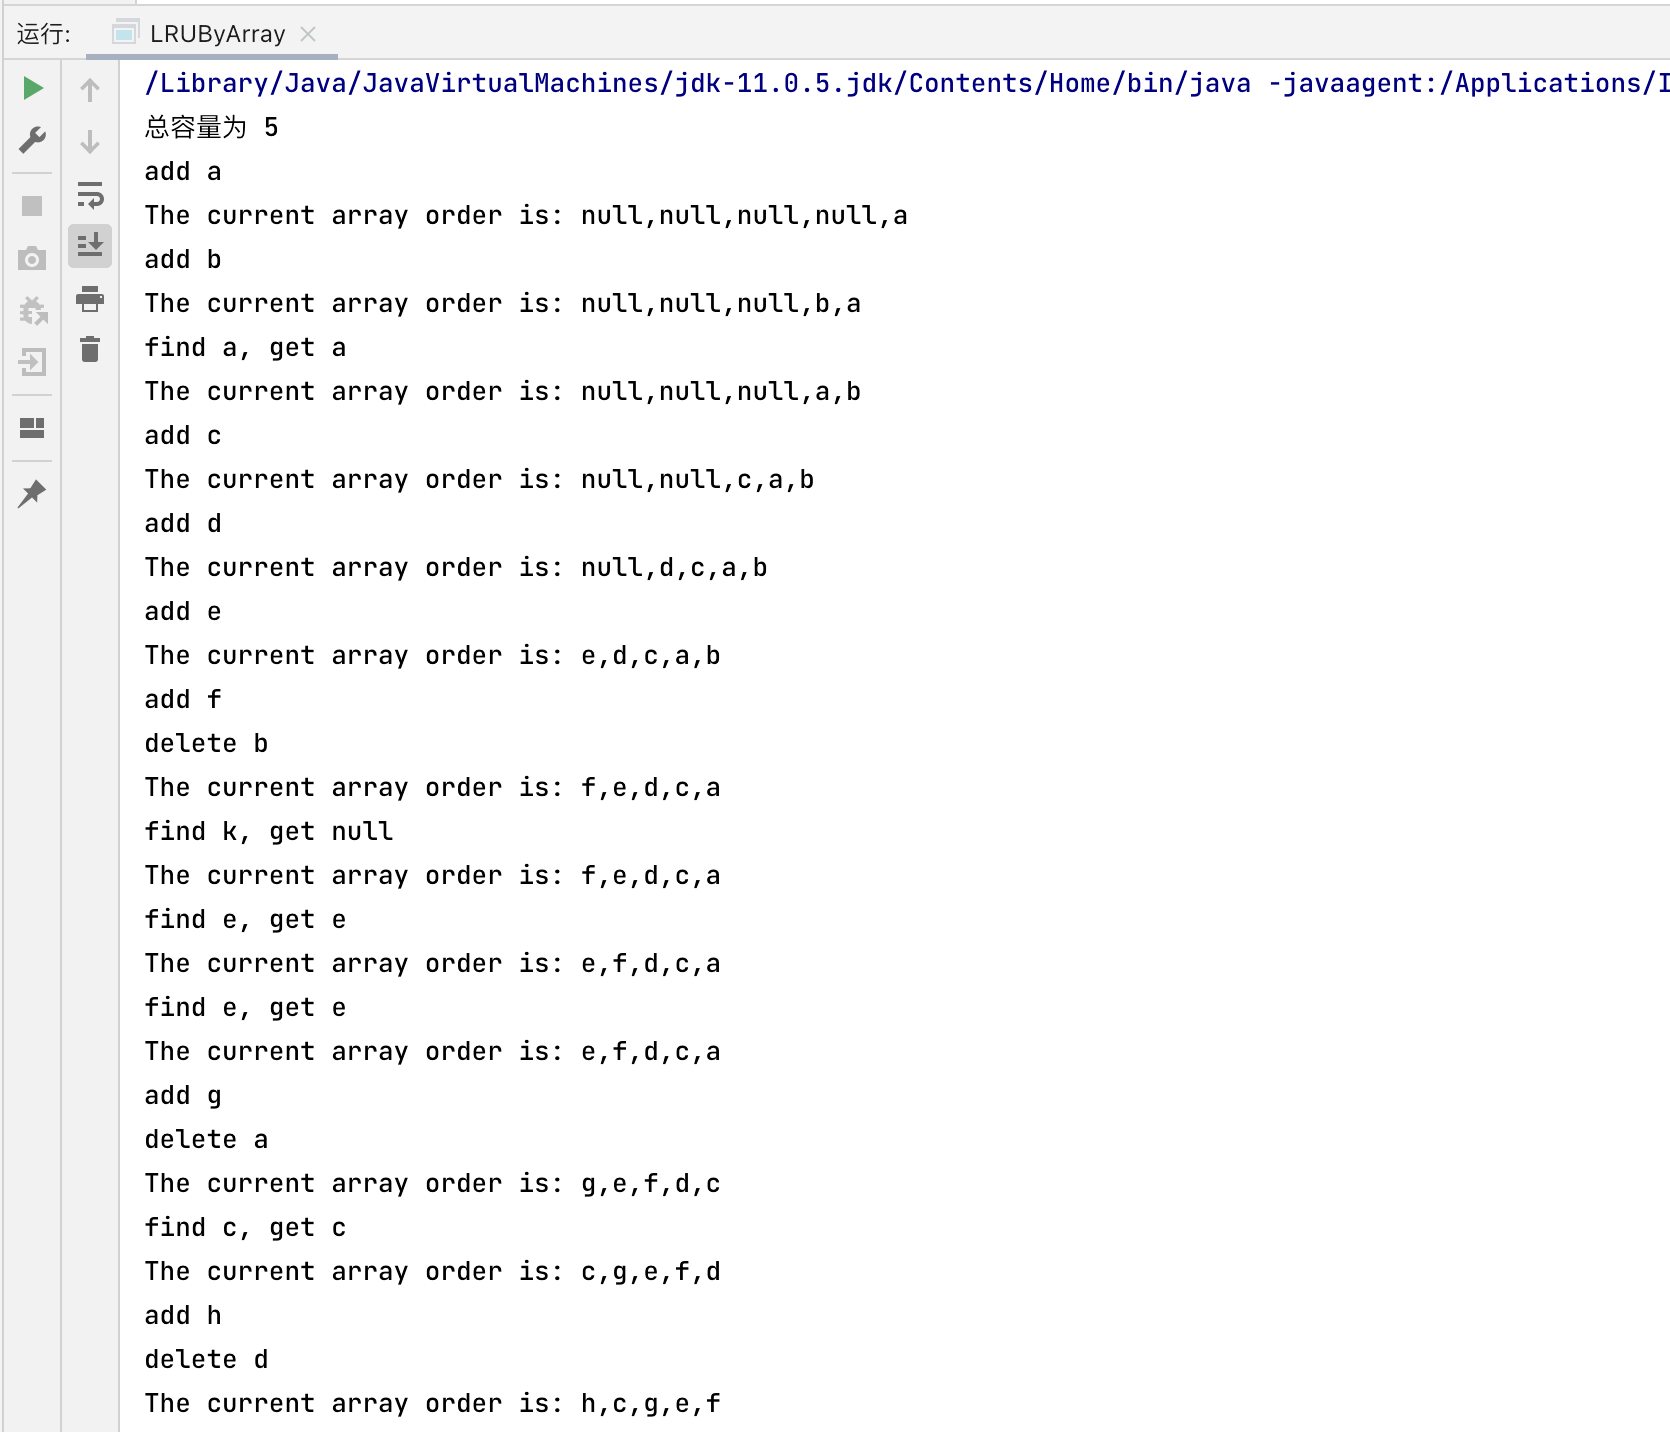 运行: LRUByArray
/Library/Java/JavaVirtualMachines/jdk-11.0.5.jdk/Contents/Home/bin/java -javaagent:/Applications/I
总容量为 5
add a
The current array order is: null,null,null,null,a
add b
The current array order is: null,null,null,b,a
find a, get a
The current array order is: null,null,null,a,b
add c
The current array order is: null,null,c,a,b
add d
The current array order is: null,d,c,a,b
add e
The current array order is: e,d,c,a,b
add f
delete b
The current array order is: f,e,d,c,a
find k, get null
The current array order is: f,e,d,c,a
find e, get e
The current array order is: e,f,d,c,a
find e, get e
The current array order is: e,f,d,c,a
add g
delete a
The current array order is: g,e,f,d,c
find c, get c
The current array order is: c,g,e,f,d
add h
delete d
The current array order is: h,c,g,e,f